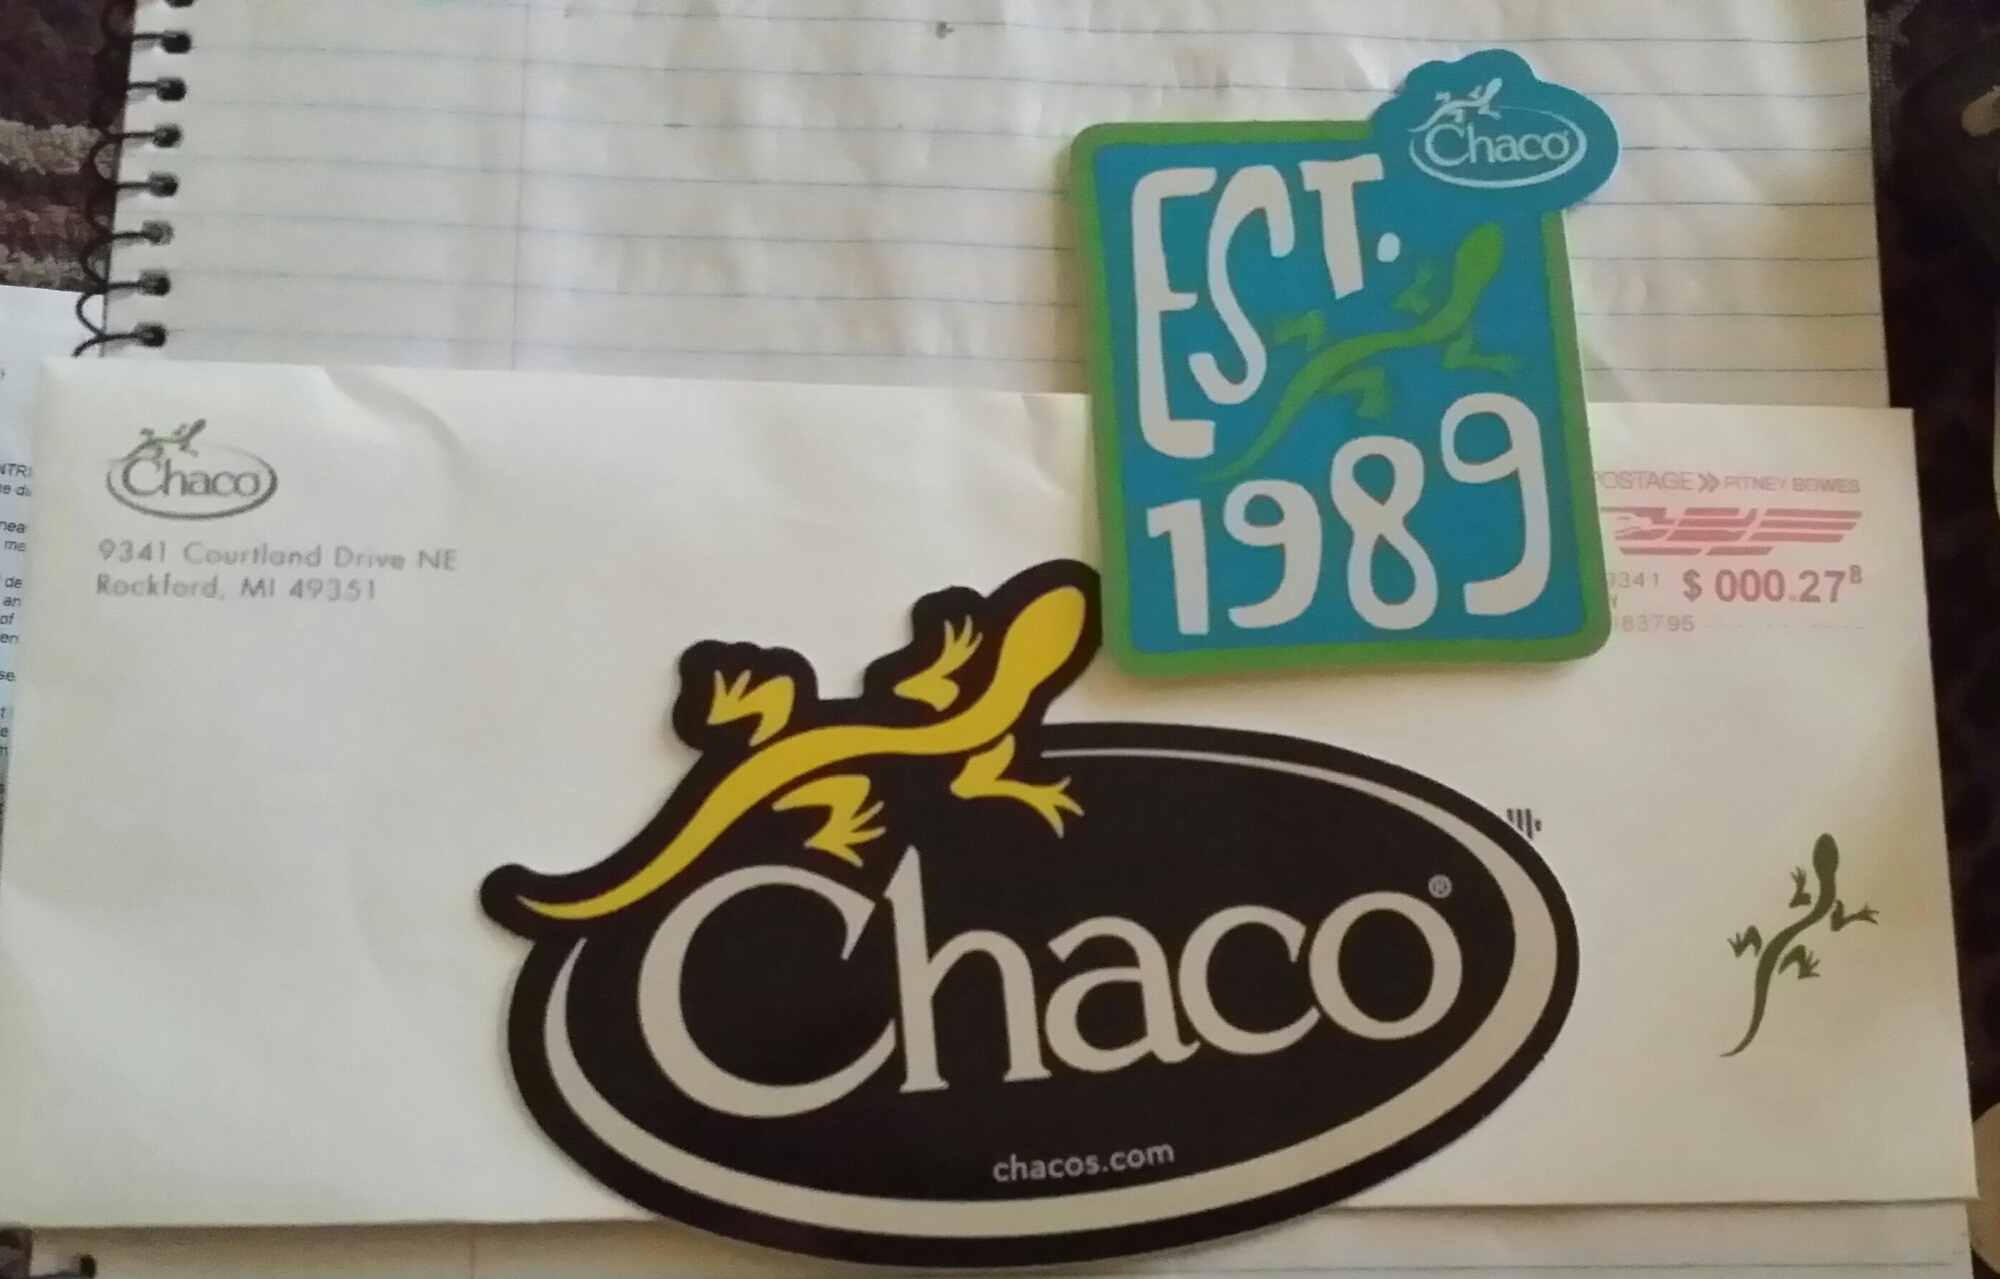 Chaco
EST.
1989
Chaco
9341 Courtland Drive NE
Rockford, MI 49351
POSTAGE PITNEY BOWES
9341 $ 000.27⁸
Chaco®
chacos.com